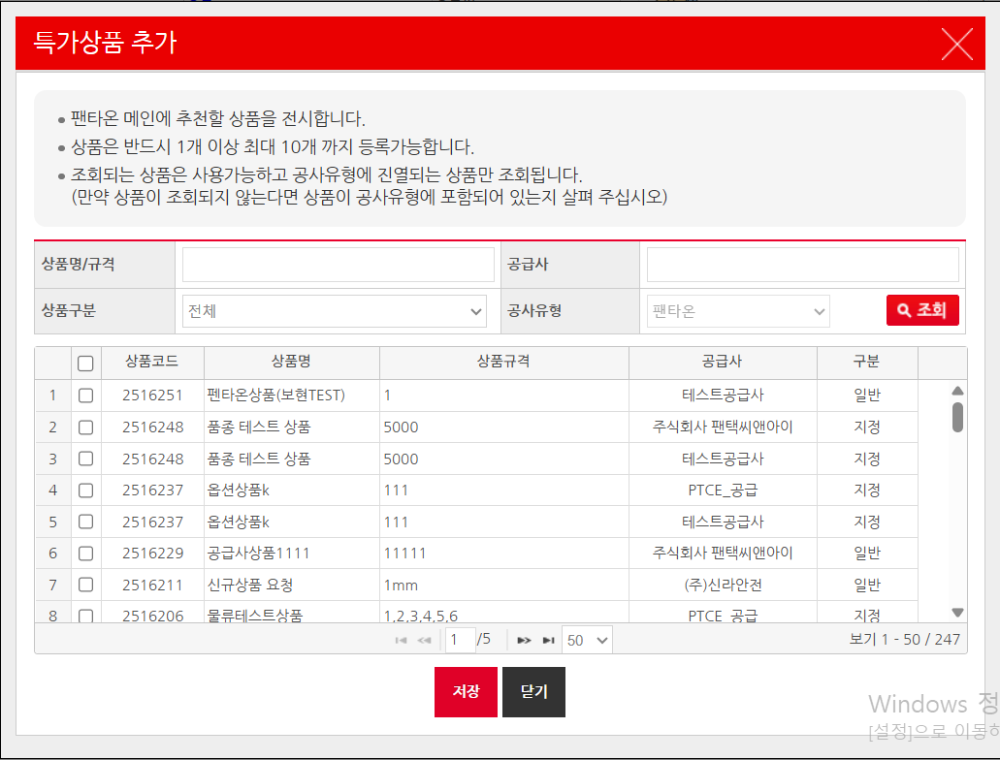 특가상품 추가
팬타온 메인에 추천할 상품을 전시합니다.
상품은 반드시 1개 이상 최대 10개 까지 등록가능합니다.
조회되는 상품은 사용가능하고 공사유형에 진열되는 상품만 조회됩니다.
(만약 상품이 조회되지 않는다면 상품이 공사유형에 포함되어 있는지 살펴 주십시오)
상품명/규격 공급사
상품구분 전체 공사유형 팬타온 조회
상품코드 상품명 상품규격 공급사 구분
1 2516251 펜타온상품(보현TEST) 1 테스트공급사 일반
2 2516248 품종 테스트 상품 5000 주식회사 팬택씨앤아이 지정
3 2516248 품종 테스트 상품 5000 테스트공급사 지정
4 2516237 옵션상품k 111 PTCE_공급 지정
5 2516237 옵션상품k 111 테스트공급사 지정
6 2516229 공급사상품1111 11111 주식회사 팬택씨앤아이 일반
7 2516211 신규상품 요청 1mm (주)신라안전 일반
8 2516206 물류테스트상품 1,2,3,4,5,6 PTCE_공급 지정
1 /5 50 보기 1 - 50 / 247
저장 닫기
Windows 정
[설정]으로 이동하